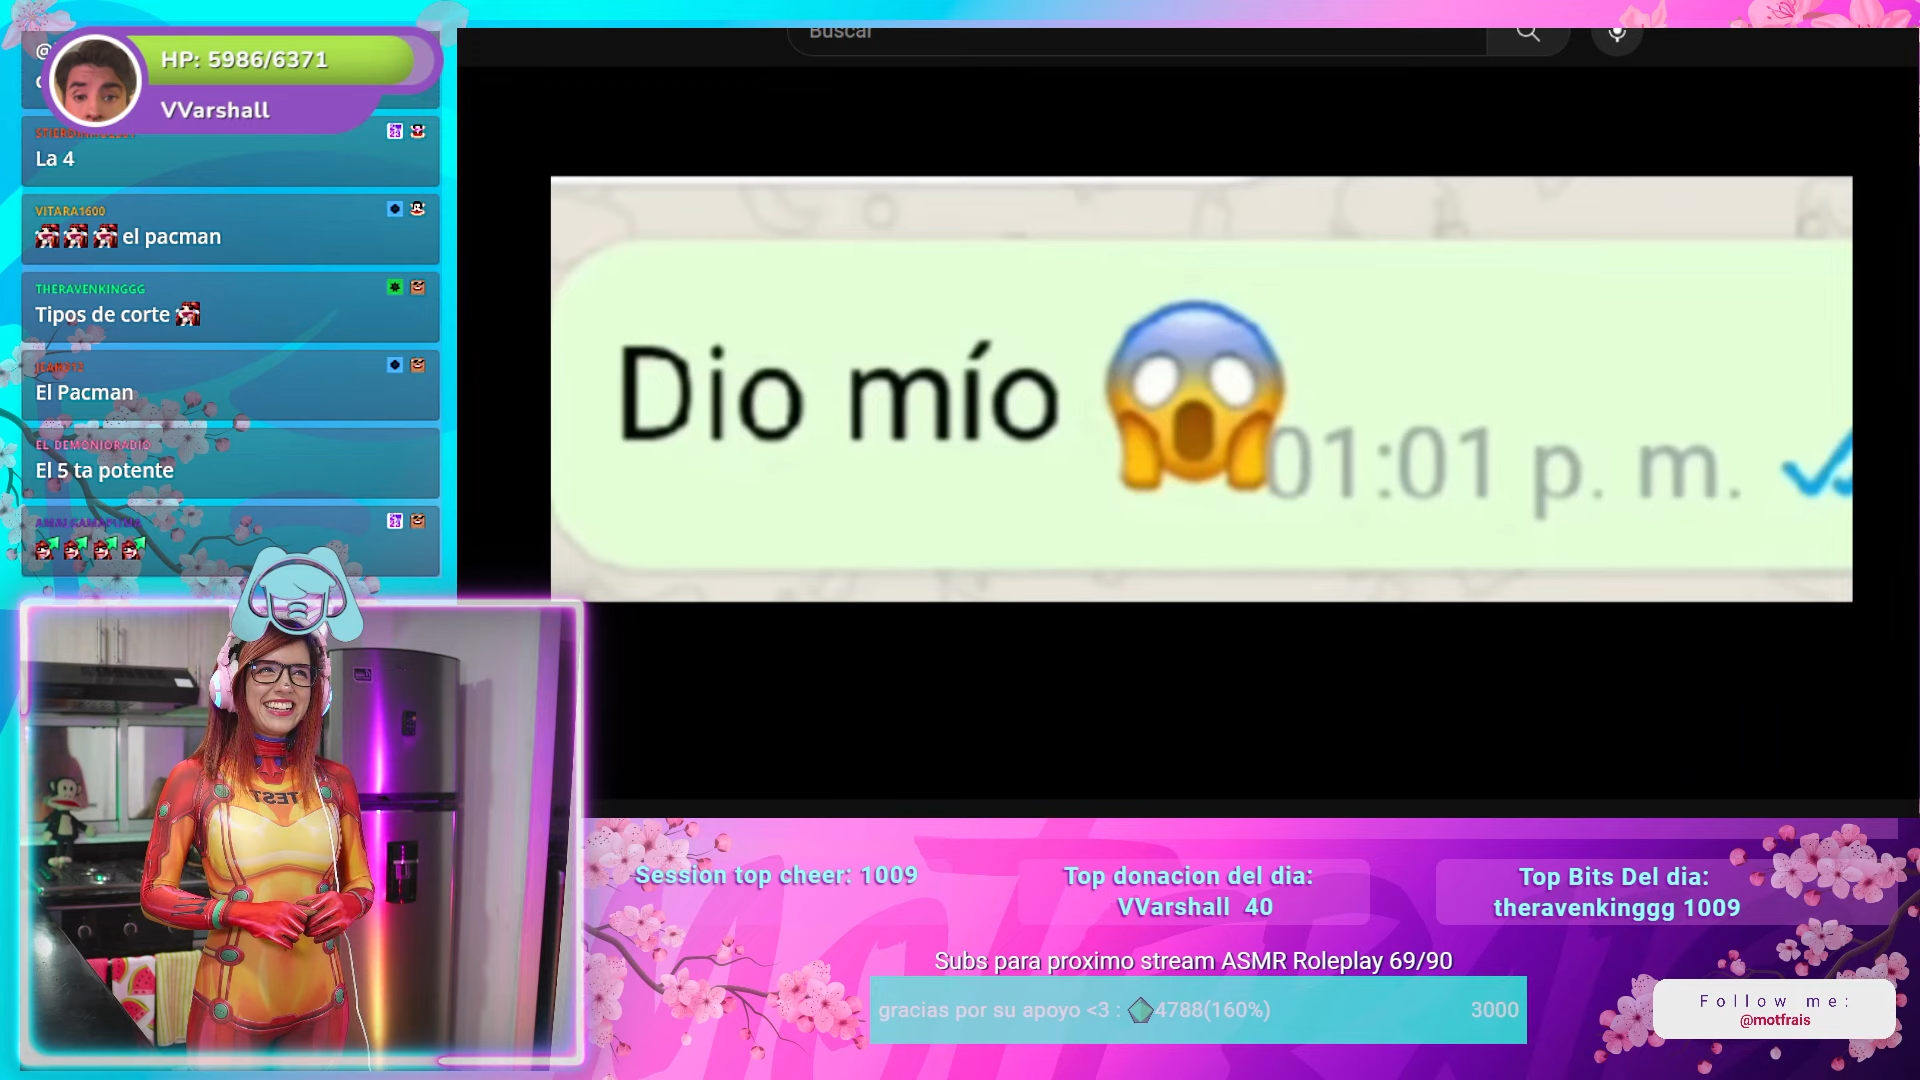 Buscar
HP: 5986/6371
VVarshall
La 4
VITARA1600
el pacman
THERAVENKINGGG
Tipos de corte
El Pacman
EL_DEMONIORADIO
El 5 ta potente
Dio mío
01:01 p. m.
TEST
Session top cheer: 1009
Top donacion del dia:
VVarshall 40
Top Bits Del dia:
theravenkinggg 1009
Subs para proximo stream ASMR Roleplay 69/90
gracias por su apoyo <3 : 4788(160%)
3000
Follow me:
@motfrais